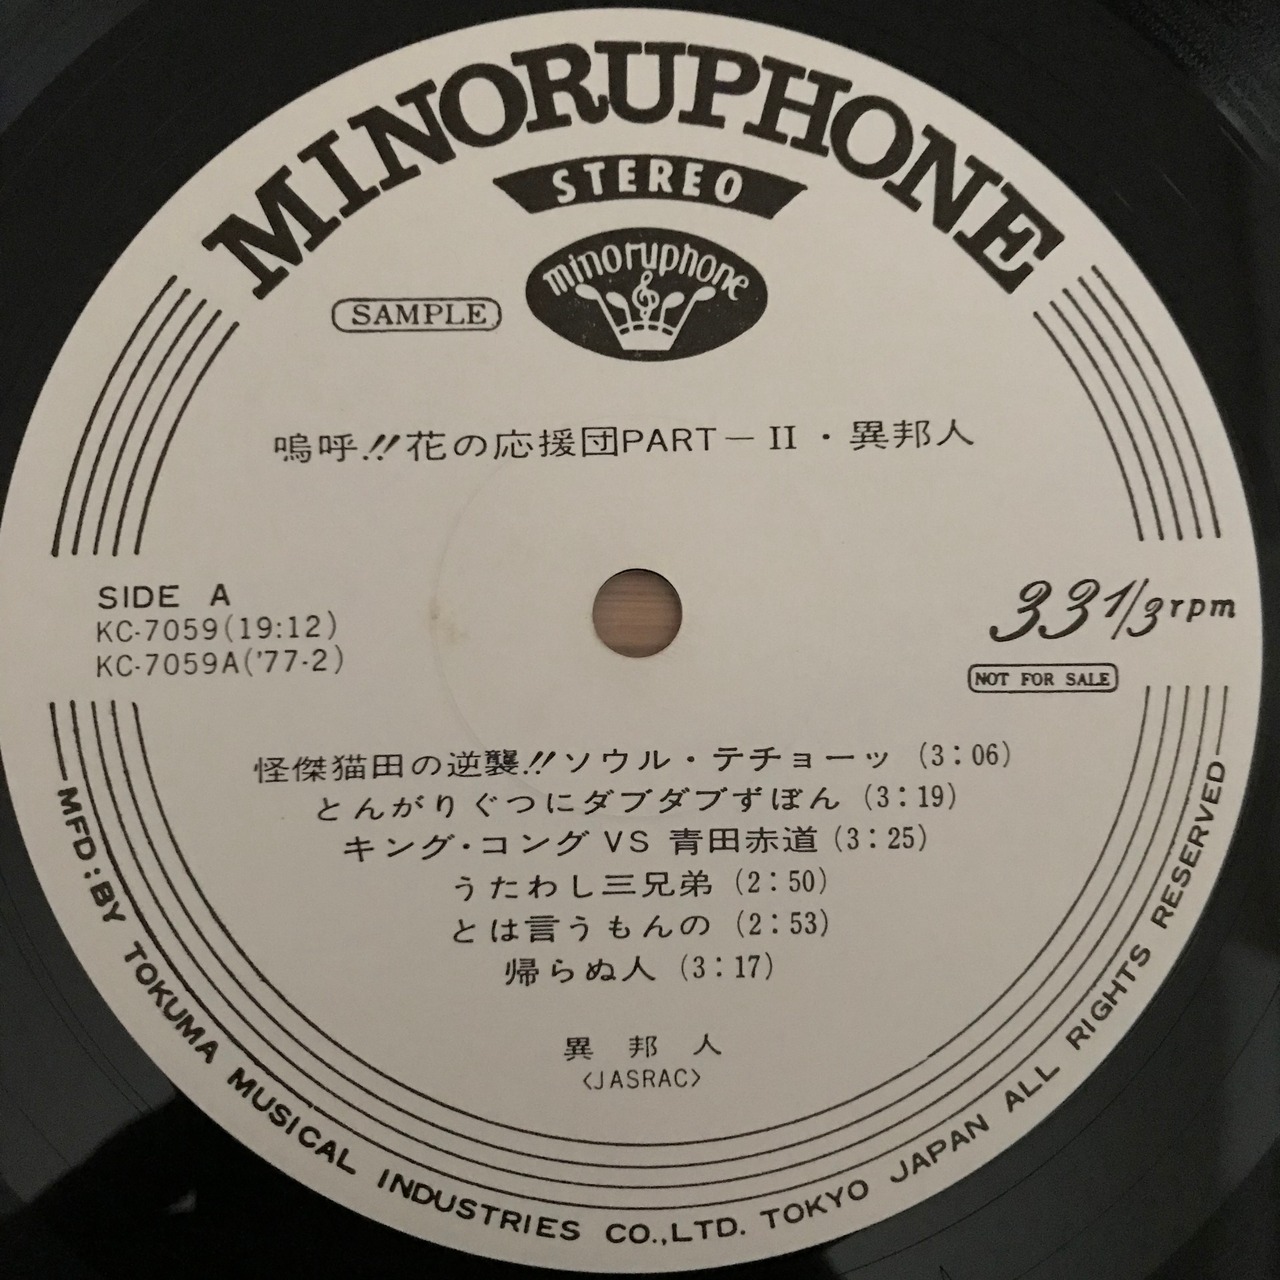 MINORUPHONE
STEREO
minoruphone
SAMPLE
嗚呼!!花の応援団PART－II・異邦人
SIDE A
KC-7059(19:12)
KC-7059A('77-2)
33 1/3 rpm
NOT FOR SALE
怪傑猫田の逆襲!!ソウル・テチョーッ (3:06)
とんがりぐつにダブダブずぼん (3:19)
キング・コング VS 青田赤道 (3:25)
うたわし三兄弟 (2:50)
とは言うもんの (2:53)
帰らぬ人 (3:17)
異邦人
<JASRAC>
MFD:BY TOKUMA MUSICAL INDUSTRIES CO.,LTD. TOKYO JAPAN ALL RIGHTS RESERVED